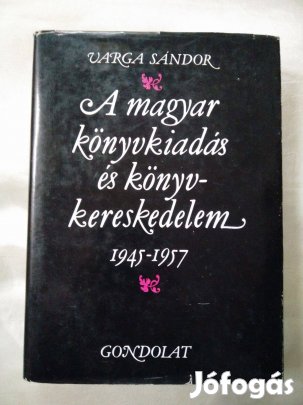 VARGA SÁNDOR
A magyar
könyvkiadás
és könyv-
kereskedelem
1945-1957
GONDOLAT
Jófogás